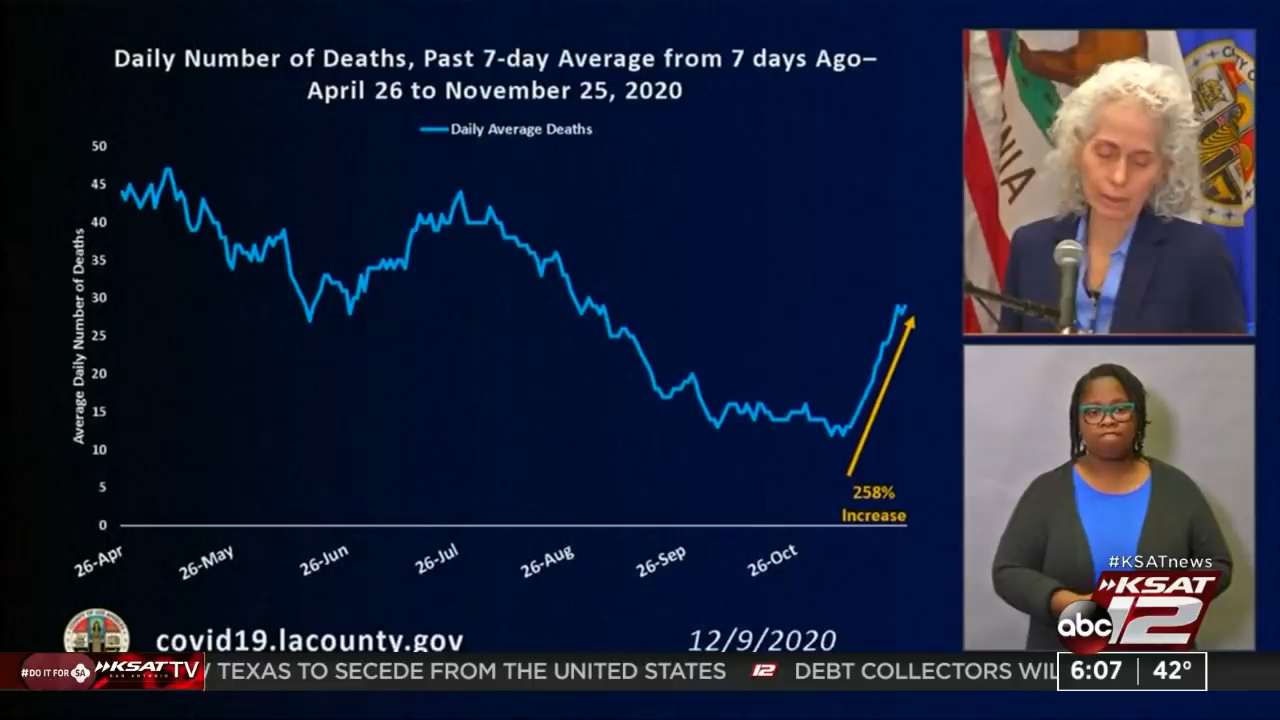 Daily Number of Deaths, Past 7-day Average from 7 days Ago–
April 26 to November 25, 2020
Daily Average Deaths
Average Daily Number of Deaths
50
45
40
35
30
25
20
15
10
5
0
26-Apr
26-May
26-Jun
26-Jul
26-Aug
26-Sep
26-Oct
258%
Increase
covid19.lacounty.gov
12/9/2020
NIA
CITY
#KSATnews
KSAT
12
abc
#DO IT FOR SA
KSAT TV
SAN ANTONIO
TEXAS TO SECEDE FROM THE UNITED STATES
12
DEBT COLLECTORS WIL
6:07
42°